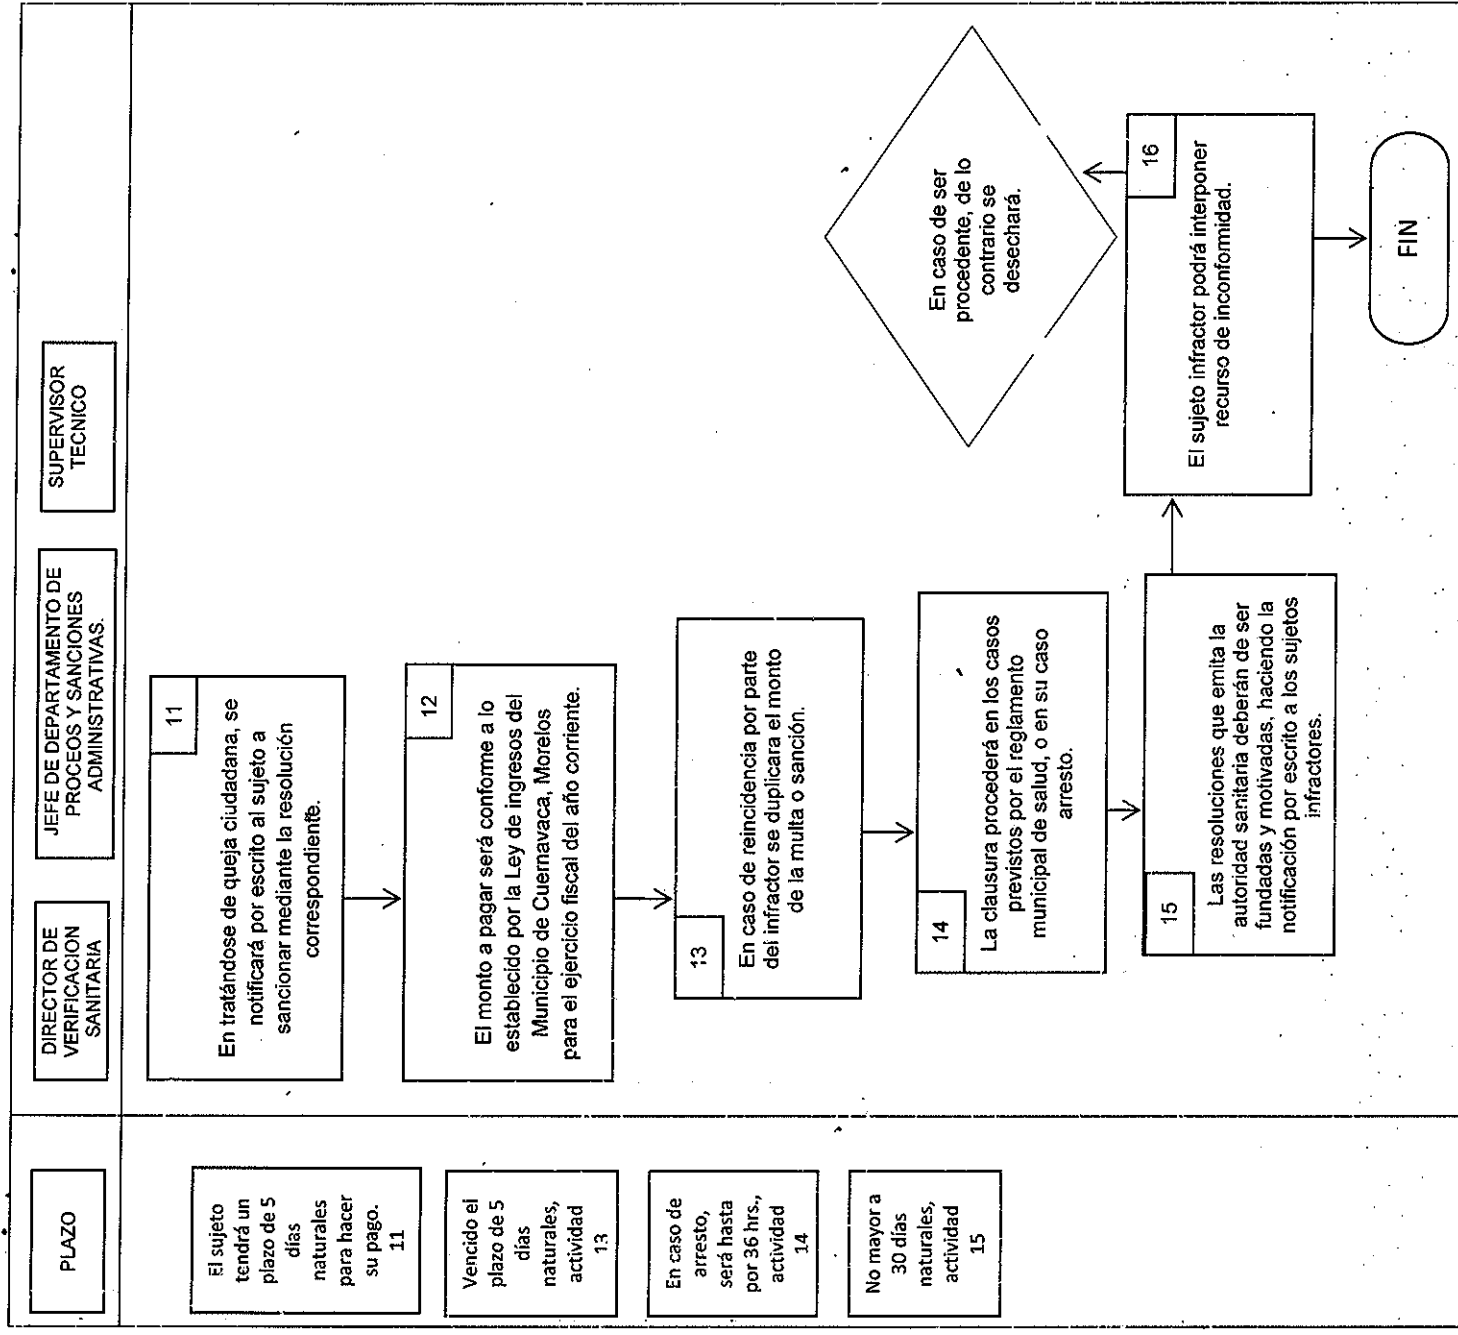 PLAZO
DIRECTOR DE
VERIFICACION
SANITARIA
JEFE DE DEPARTAMENTO DE
PROCEOS Y SANCIONES
ADMINISTRATIVAS.
SUPERVISOR
TECNICO
El sujeto
tendrá un
plazo de 5
días
naturales
para hacer
su pago.
11
Vencido el
plazo de 5
días
naturales,
actividad
13
En caso de
arresto,
será hasta
por 36 hrs.,
actividad
14
No mayor a
30 días
naturales,
actividad
15
11
En tratándose de queja ciudadana, se
notificará por escrito al sujeto a
sancionar mediante la resolución
correspondiente.
12
El monto a pagar será conforme a lo
establecido por la Ley de ingresos del
Municipio de Cuernavaca, Morelos
para el ejercicio fiscal del año corriente.
13
En caso de reincidencia por parte
del infractor se duplicara el monto
de la multa o sanción.
14
La clausura procederá en los casos
previstos por el reglamento
municipal de salud, o en su caso
arresto.
15
Las resoluciones que emita la
autoridad sanitaria deberán de ser
fundadas y motivadas, haciendo la
notificación por escrito a los sujetos
infractores.
16
El sujeto infractor podrá interponer
recurso de inconformidad.
En caso de ser
procedente, de lo
contrario se
desechará.
FIN